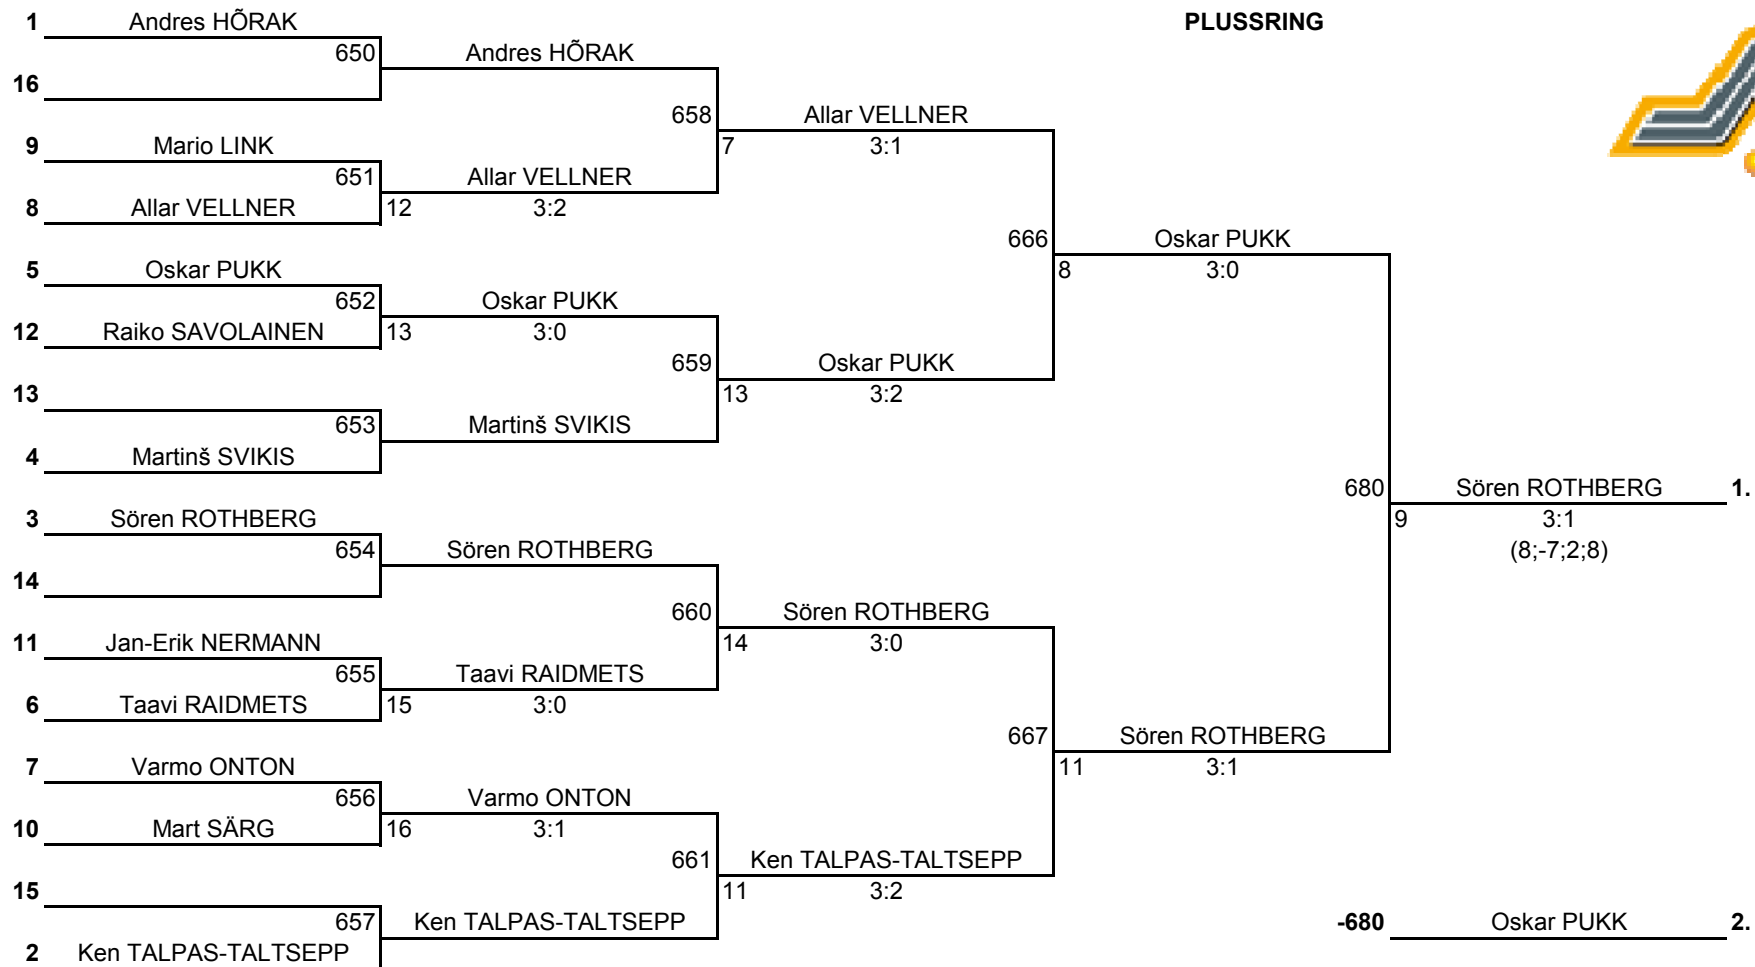 PLUSSRING
1 Andres HÕRAK
650 Andres HÕRAK
16
658 Allar VELLNER
9 Mario LINK
7 3:1
651 Allar VELLNER
8 Allar VELLNER 12 3:2
666 Oskar PUKK
5 Oskar PUKK
8 3:0
652 Oskar PUKK
12 Raiko SAVOLAINEN 13 3:0
659 Oskar PUKK
13
13 3:2
653 Martinš SVIKIS
4 Martinš SVIKIS
680 Sören ROTHBERG 1.
3 Sören ROTHBERG
9 3:1
654 Sören ROTHBERG
(8;-7;2;8)
14
660 Sören ROTHBERG
11 Jan-Erik NERMANN
14 3:0
655 Taavi RAIDMETS
6 Taavi RAIDMETS 15 3:0
667 Sören ROTHBERG
7 Varmo ONTON
11 3:1
656 Varmo ONTON
10 Mart SÄRG 16 3:1
661 Ken TALPAS-TALTSEPP
15
11 3:2
657 Ken TALPAS-TALTSEPP
-680 Oskar PUKK 2.
2 Ken TALPAS-TALTSEPP